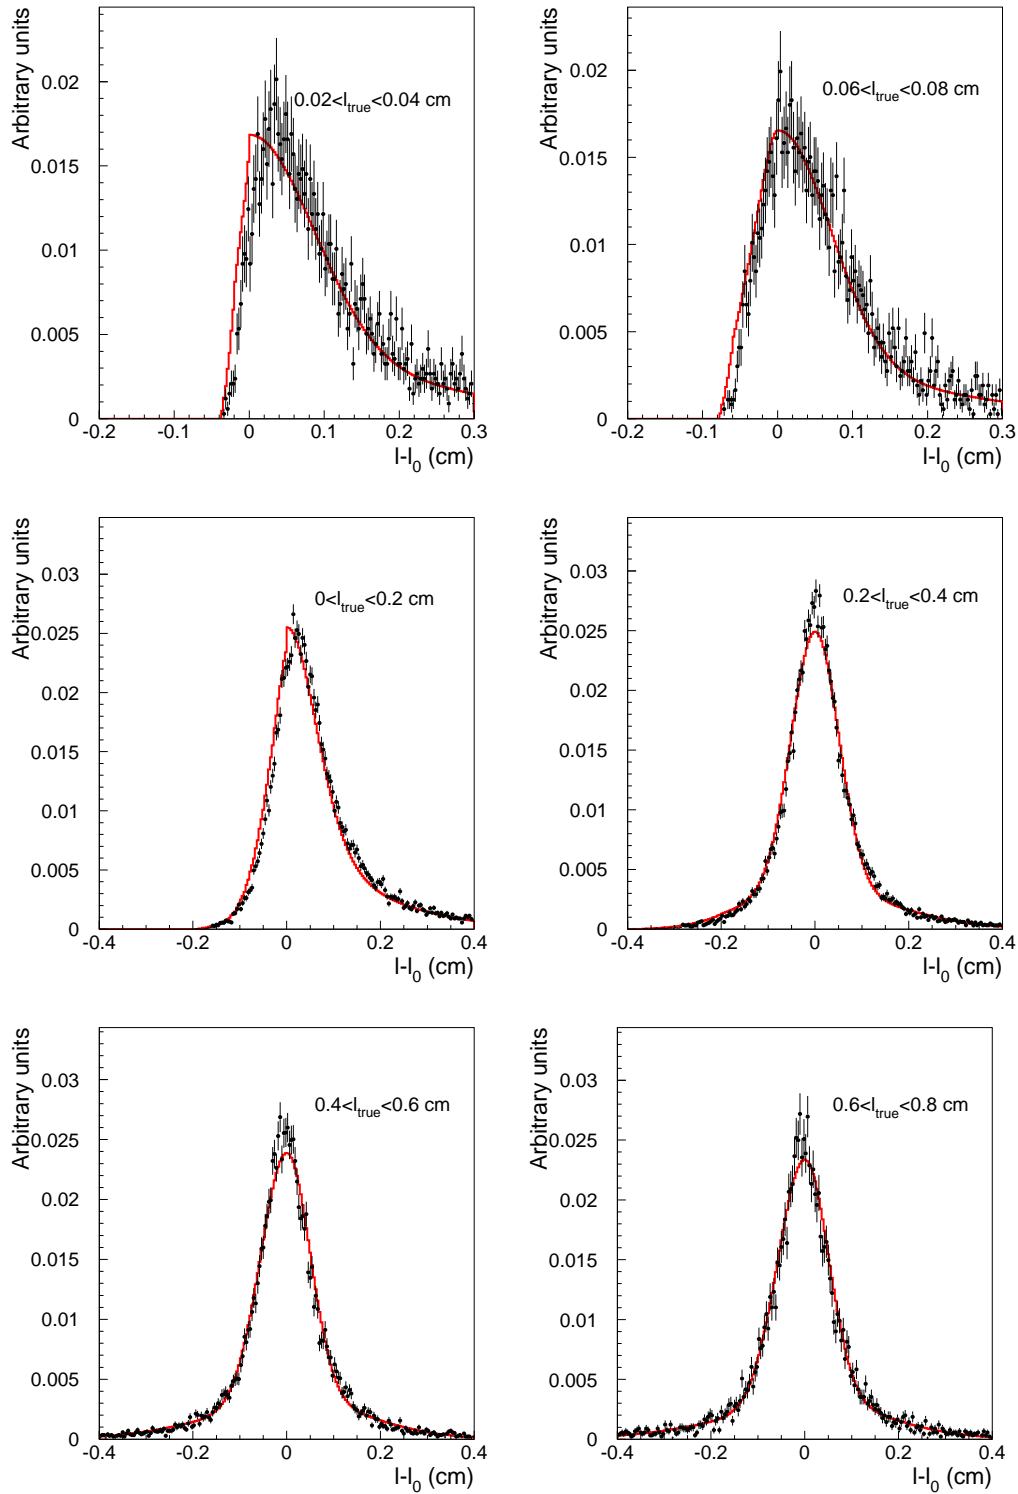 Arbitrary units
0.02<l_true<0.04 cm
0.02
0.015
0.01
0.005
0
-0.2 -0.1 0 0.1 0.2 0.3
l-l_0 (cm)
Arbitrary units
0.06<l_true<0.08 cm
0.02
0.015
0.01
0.005
0
-0.2 -0.1 0 0.1 0.2 0.3
l-l_0 (cm)
Arbitrary units
0<l_true<0.2 cm
0.03
0.025
0.02
0.015
0.01
0.005
0
-0.4 -0.2 0 0.2 0.4
l-l_0 (cm)
Arbitrary units
0.2<l_true<0.4 cm
0.03
0.025
0.02
0.015
0.01
0.005
0
-0.4 -0.2 0 0.2 0.4
l-l_0 (cm)
Arbitrary units
0.4<l_true<0.6 cm
0.03
0.025
0.02
0.015
0.01
0.005
0
-0.4 -0.2 0 0.2 0.4
l-l_0 (cm)
Arbitrary units
0.6<l_true<0.8 cm
0.03
0.025
0.02
0.015
0.01
0.005
0
-0.4 -0.2 0 0.2 0.4
l-l_0 (cm)